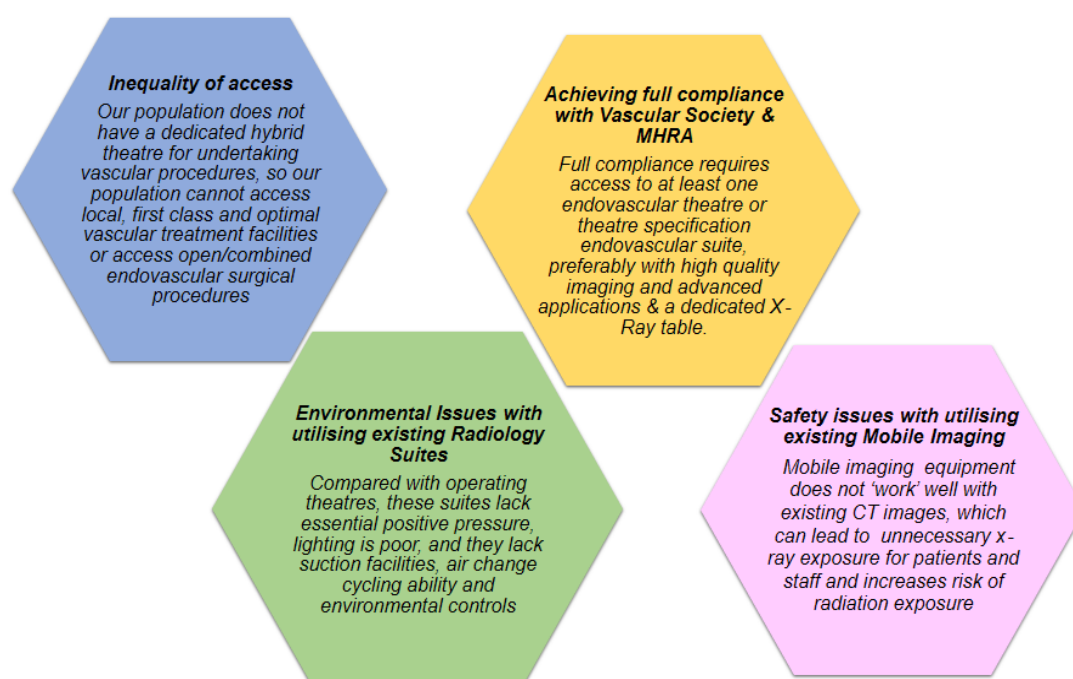 Inequality of access
Our population does not
have a dedicated hybrid
theatre for undertaking
vascular procedures, so our
population cannot access
local, first class and optimal
vascular treatment facilities
or access open/combined
endovascular surgical
procedures
Achieving full compliance
with Vascular Society &
MHRA
Full compliance requires
access to at least one
endovascular theatre or
theatre specification
endovascular suite,
preferably with high quality
imaging and advanced
applications & a dedicated X-
Ray table.
Environmental Issues with
utilising existing Radiology
Suites
Compared with operating
theatres, these suites lack
essential positive pressure,
lighting is poor, and they lack
suction facilities, air change
cycling ability and
environmental controls
Safety issues with utilising
existing Mobile Imaging
Mobile imaging equipment
does not ‘work’ well with
existing CT images, which
can lead to unnecessary x-
ray exposure for patients and
staff and increases risk of
radiation exposure